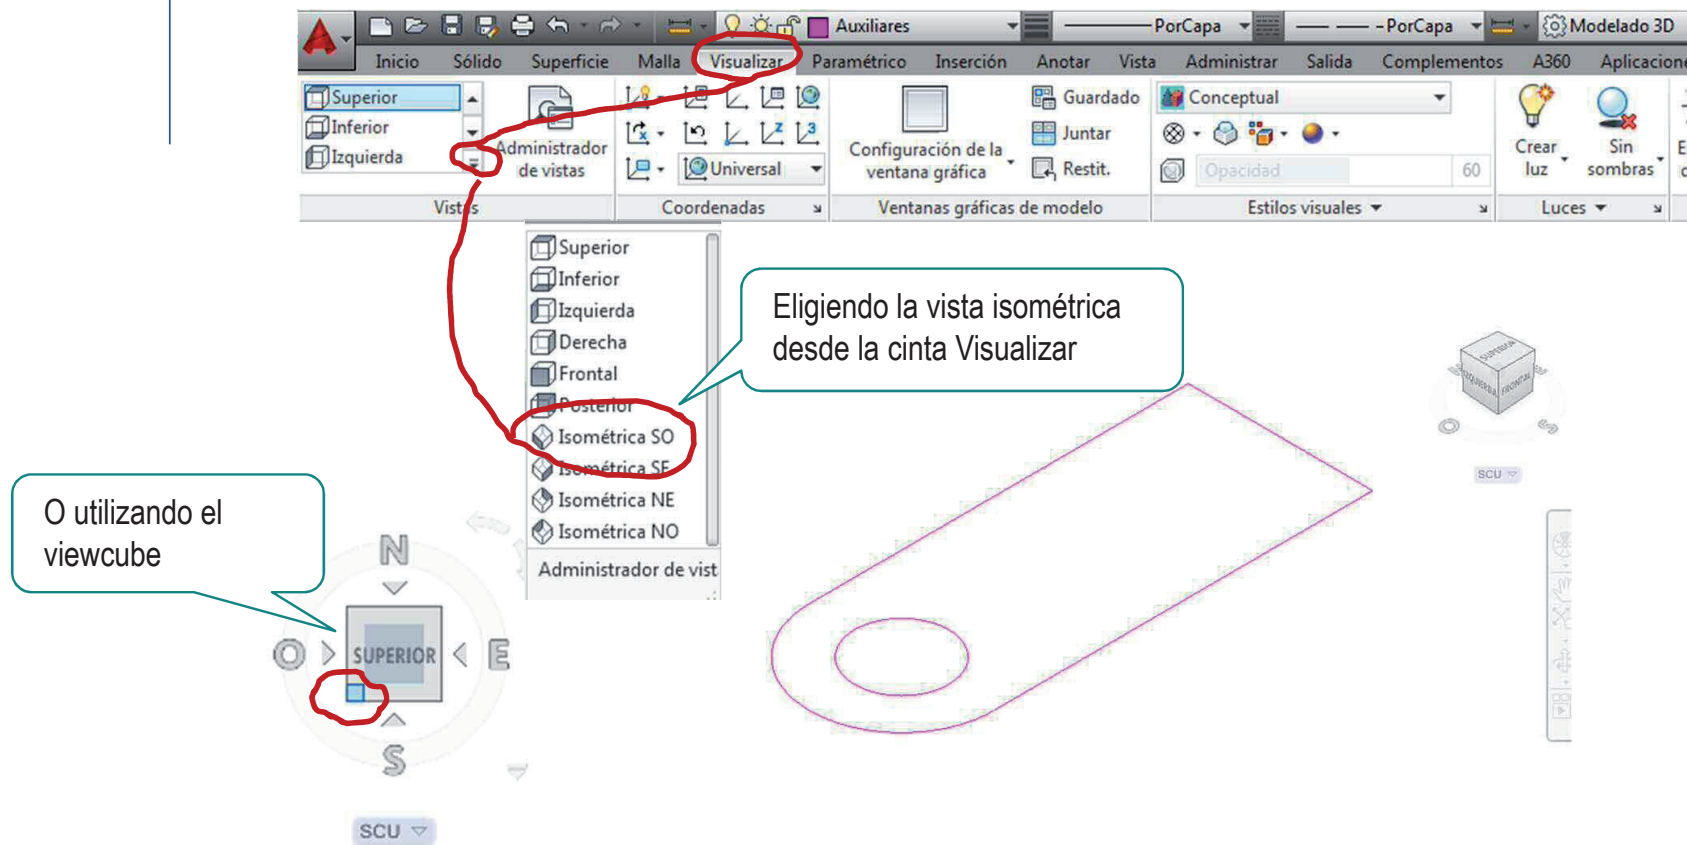 Auxiliares
PorCapa
PorCapa
Modelado 3D
Inicio Sólido Superficie Malla Visualizar Paramétrico Inserción Anotar Vista Administrar Salida Complementos A360
Superior
Inferior
Izquierda
Administrador
de vistas
Universal
Configuración de la
ventana gráfica
Guardado
Juntar
Restit.
Conceptual
Opacidad 60
Crear
luz
Sin
sombras
Vistas
Coordenadas
Ventanas gráficas de modelo
Estilos visuales
Luces
Superior
Inferior
Izquierda
Derecha
Frontal
Posterior
Isométrica SO
Isométrica SE
Isométrica NE
Isométrica NO
Administrador de vist
Eligiendo la vista isométrica
desde la cinta Visualizar
SUPERIOR
IZQUIERDA
FRONTAL
O
S
SCU
O utilizando el
viewcube
N
O
SUPERIOR
E
S
SCU